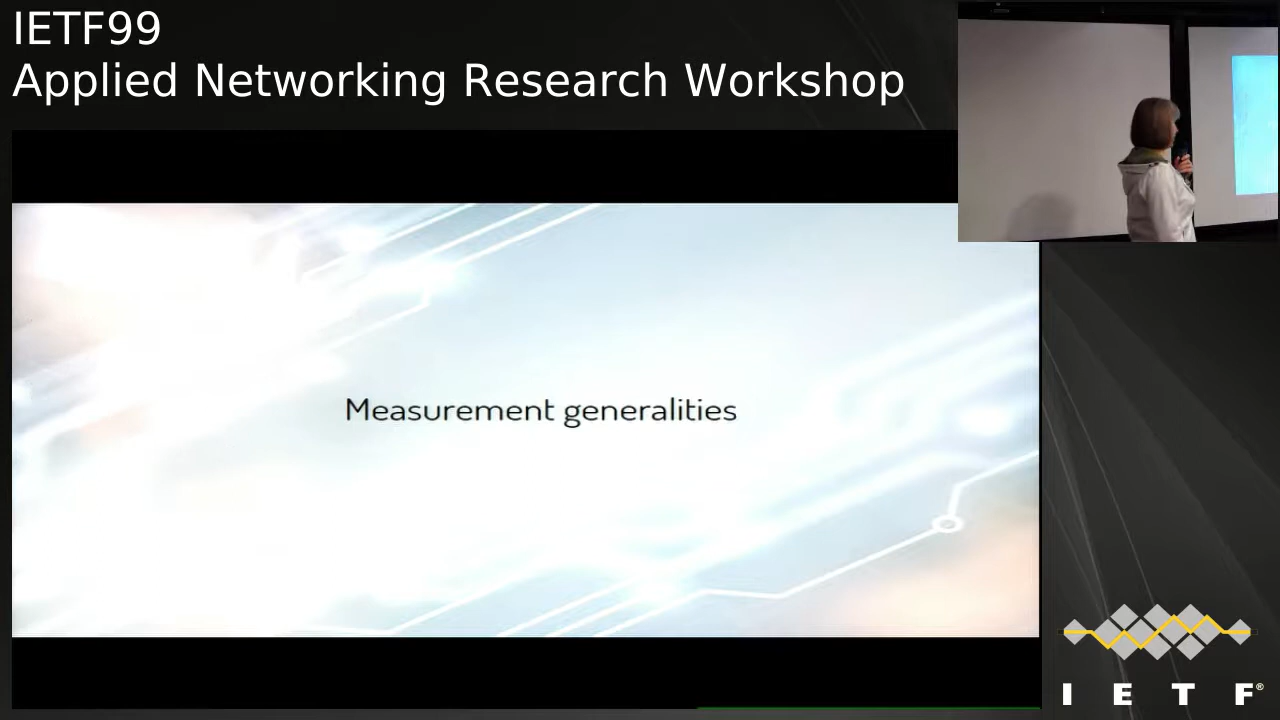 IETF99
Applied Networking Research Workshop
Measurement generalities
I E T F®